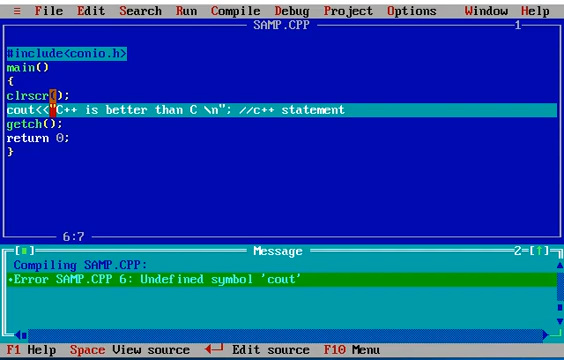 ≡ File Edit Search Run Compile Debug Project Options Window Help
SAMP.CPP 1
#include<conio.h>
main()
{
clrscr();
cout<<"C++ is better than C \n"; //c++ statement
getch();
return 0;
}
6:7
[■] Message 2=[↑]
Compiling SAMP.CPP:
•Error SAMP.CPP 6: Undefined symbol 'cout'
F1 Help Space View source ←┘ Edit source F10 Menu